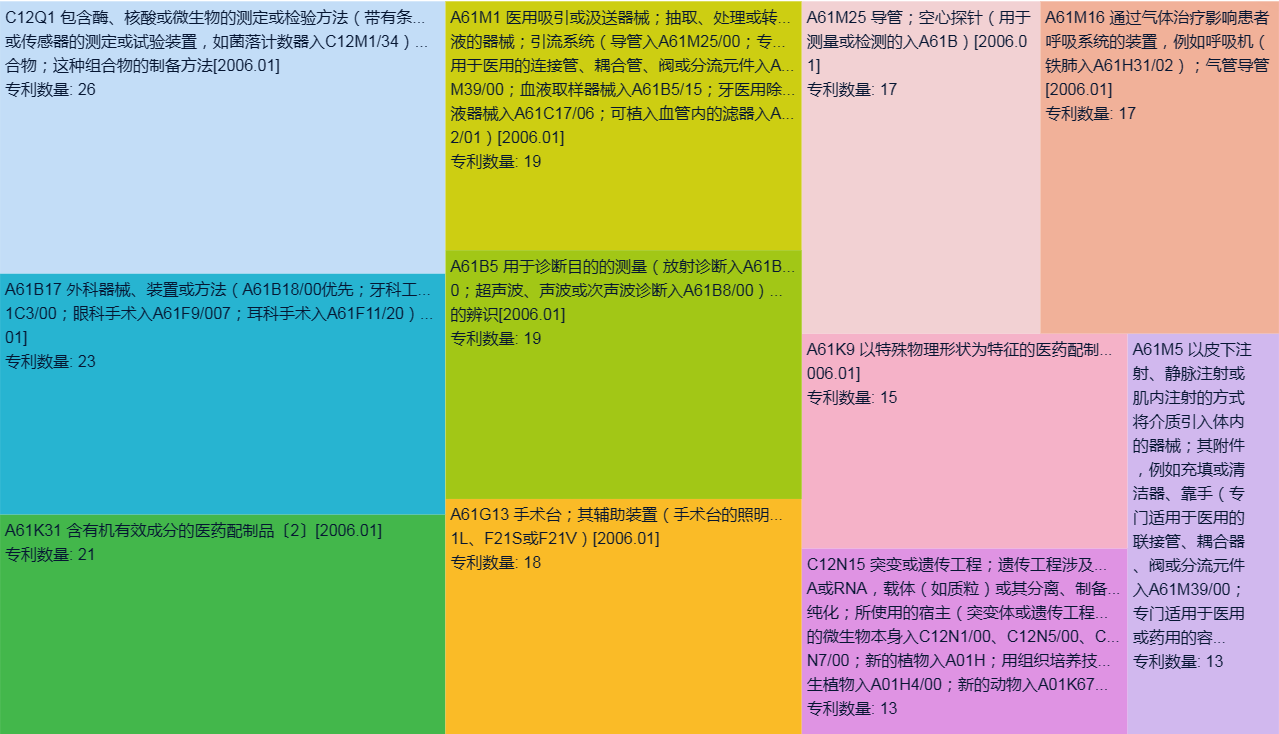 C12Q1 包含酶、核酸或微生物的测定或检验方法（带有条...
或传感器的测定或试验装置，如菌落计数器入C12M1/34）...
合物；这种组合物的制备方法[2006.01]
专利数量: 26
A61B17 外科器械、装置或方法（A61B18/00优先；牙科工...
1C3/00；眼科手术入A61F9/007；耳科手术入A61F11/20）...
01]
专利数量: 23
A61K31 含有机有效成分的医药配制品〔2〕[2006.01]
专利数量: 21
A61M1 医用吸引或汲送器械；抽取、处理或转...
液的器械；引流系统（导管入A61M25/00；专...
用于医用的连接管、耦合管、阀或分流元件入A...
M39/00；血液取样器械入A61B5/15；牙医用除...
液器械入A61C17/06；可植入血管内的滤器入A...
2/01）[2006.01]
专利数量: 19
A61B5 用于诊断目的的测量（放射诊断入A61B...
0；超声波、声波或次声波诊断入A61B8/00）...
的辨识[2006.01]
专利数量: 19
A61G13 手术台；其辅助装置（手术台的照明...
1L、F21S或F21V）[2006.01]
专利数量: 18
A61M25 导管；空心探针（用于
测量或检测的入A61B）[2006.0
1]
专利数量: 17
A61M16 通过气体治疗影响患者
呼吸系统的装置，例如呼吸机（
铁肺入A61H31/02）；气管导管
[2006.01]
专利数量: 17
A61K9 以特殊物理形状为特征的医药配制...
006.01]
专利数量: 15
C12N15 突变或遗传工程；遗传工程涉及...
A或RNA，载体（如质粒）或其分离、制备...
纯化；所使用的宿主（突变体或遗传工程...
的微生物本身入C12N1/00、C12N5/00、C...
N7/00；新的植物入A01H；用组织培养技...
生植物入A01H4/00；新的动物入A01K67...
专利数量: 13
A61M5 以皮下注
射、静脉注射或
肌内注射的方式
将介质引入体内
的器械；其附件
，例如充填或清
洁器、靠手（专
门适用于医用的
联接管、耦合器
、阀或分流元件
入A61M39/00；
专门适用于医用
或药用的容...
专利数量: 13